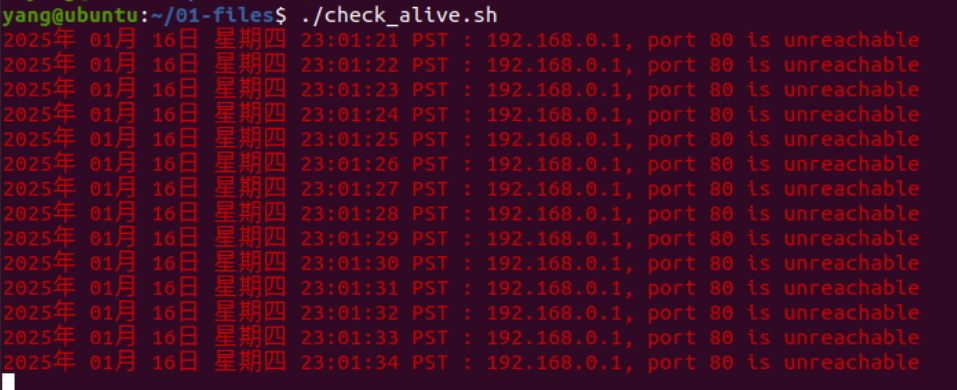 yang@ubuntu:~/01-files$ ./check_alive.sh
2025年 01月 16日 星期四 23:01:21 PST : 192.168.0.1, port 80 is unreachable
2025年 01月 16日 星期四 23:01:22 PST : 192.168.0.1, port 80 is unreachable
2025年 01月 16日 星期四 23:01:23 PST : 192.168.0.1, port 80 is unreachable
2025年 01月 16日 星期四 23:01:24 PST : 192.168.0.1, port 80 is unreachable
2025年 01月 16日 星期四 23:01:25 PST : 192.168.0.1, port 80 is unreachable
2025年 01月 16日 星期四 23:01:26 PST : 192.168.0.1, port 80 is unreachable
2025年 01月 16日 星期四 23:01:27 PST : 192.168.0.1, port 80 is unreachable
2025年 01月 16日 星期四 23:01:28 PST : 192.168.0.1, port 80 is unreachable
2025年 01月 16日 星期四 23:01:29 PST : 192.168.0.1, port 80 is unreachable
2025年 01月 16日 星期四 23:01:30 PST : 192.168.0.1, port 80 is unreachable
2025年 01月 16日 星期四 23:01:31 PST : 192.168.0.1, port 80 is unreachable
2025年 01月 16日 星期四 23:01:32 PST : 192.168.0.1, port 80 is unreachable
2025年 01月 16日 星期四 23:01:33 PST : 192.168.0.1, port 80 is unreachable
2025年 01月 16日 星期四 23:01:34 PST : 192.168.0.1, port 80 is unreachable